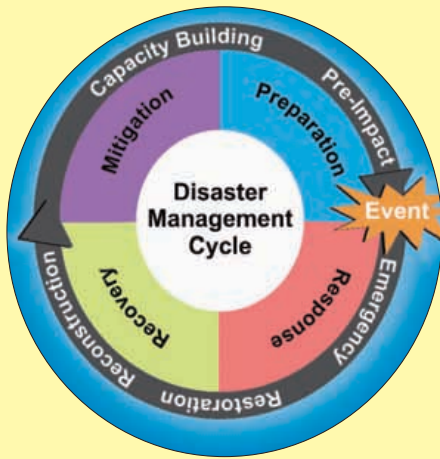 Capacity Building
Pre-Impact
Mitigation
Preparation
Disaster
Management
Cycle
Event
Recovery
Response
Emergency
Restoration
Reconstruction